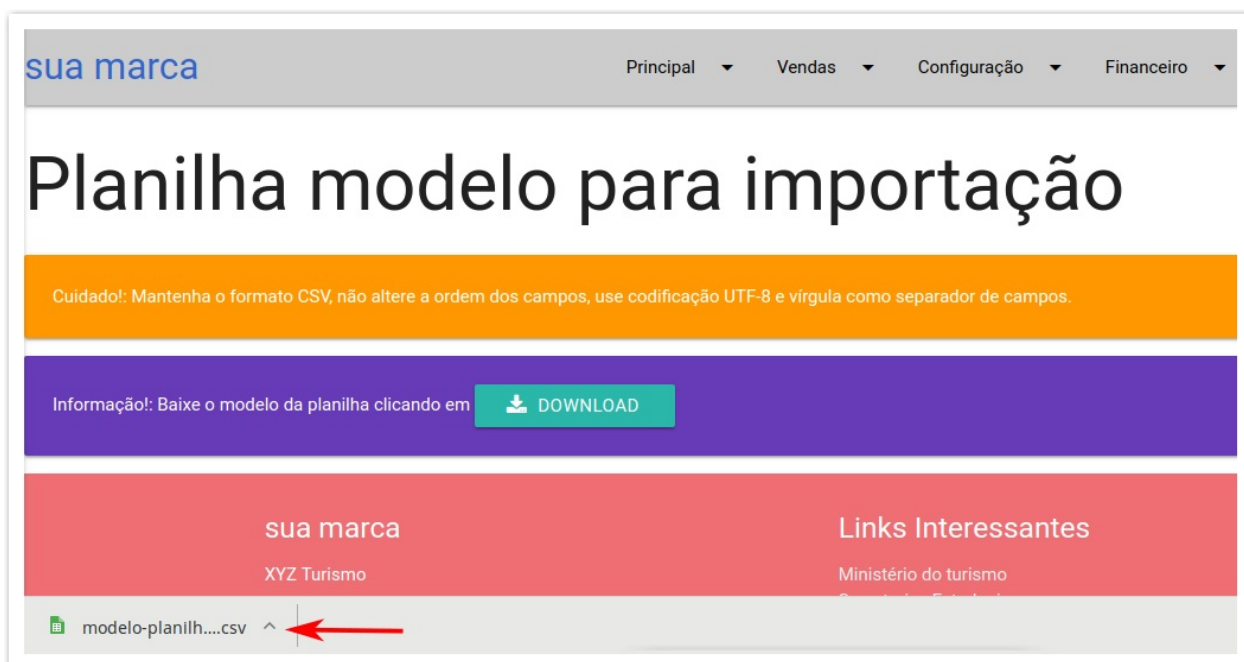 sua marca
Principal Vendas Configuração Financeiro
Planilha modelo para importação
Cuidado!: Mantenha o formato CSV, não altere a ordem dos campos, use codificação UTF-8 e vírgula como separador de campos.
Informação!: Baixe o modelo da planilha clicando em DOWNLOAD
sua marca
Links Interessantes
XYZ Turismo
Ministério do turismo
modelo-planilh....csv